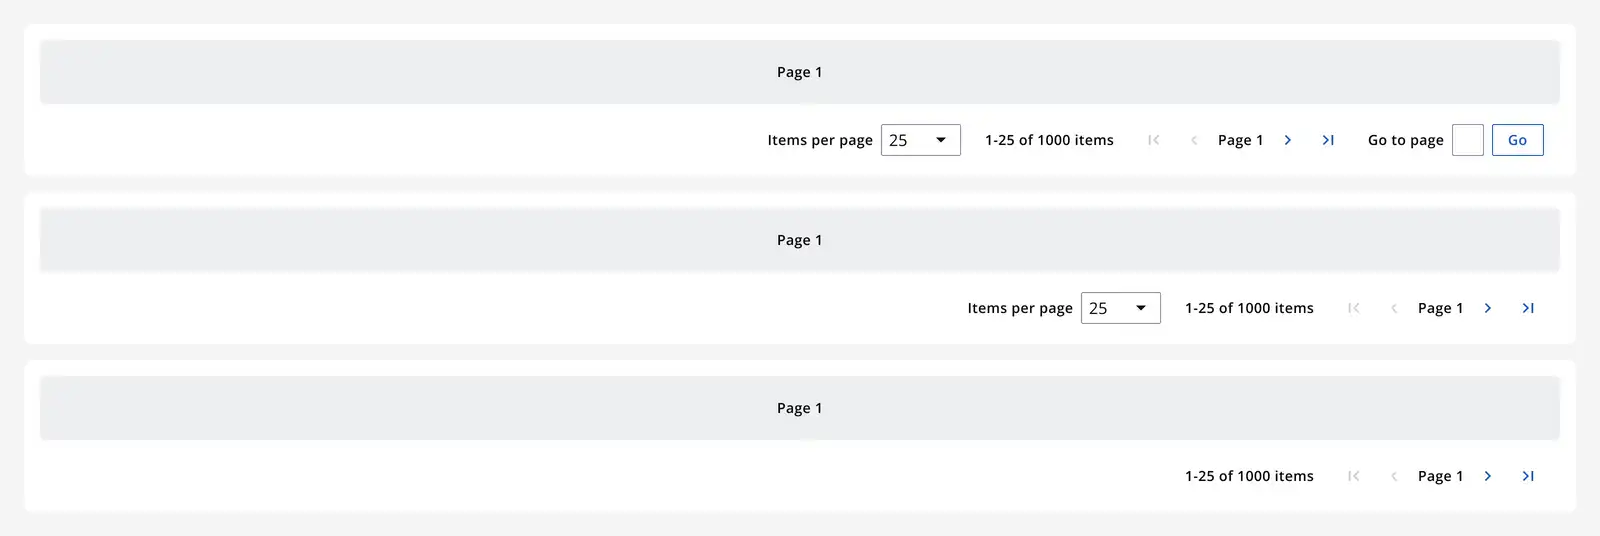 Page 1
Items per page 25 1-25 of 1000 items Page 1 Go to page Go
Page 1
Items per page 25 1-25 of 1000 items Page 1
Page 1
1-25 of 1000 items Page 1